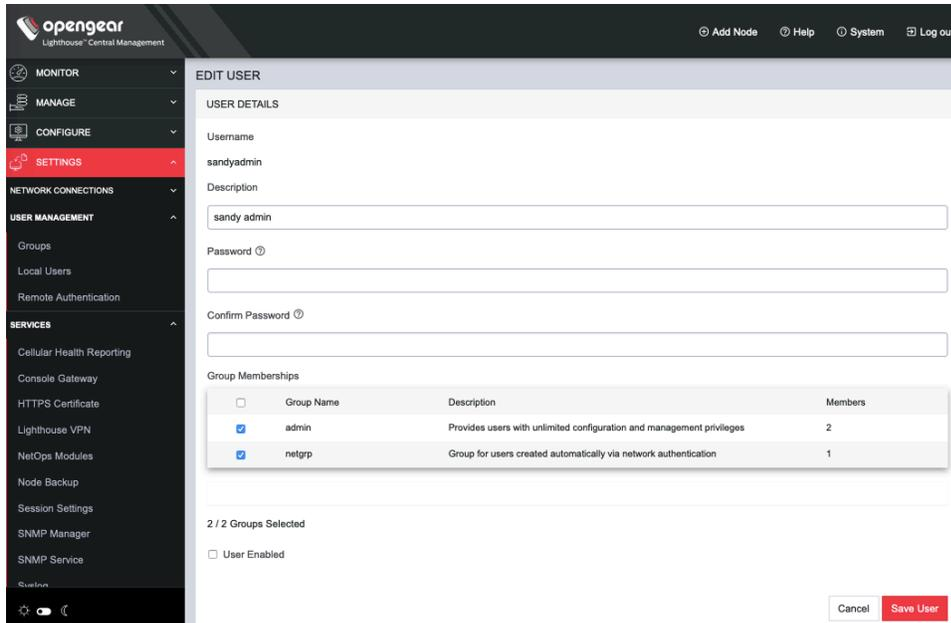 opengear
Lighthouse™ Central Management
Add Node Help System Log ou
MONITOR
MANAGE
CONFIGURE
SETTINGS
NETWORK CONNECTIONS
USER MANAGEMENT
Groups
Local Users
Remote Authentication
SERVICES
Cellular Health Reporting
Console Gateway
HTTPS Certificate
Lighthouse VPN
NetOps Modules
Node Backup
Session Settings
SNMP Manager
SNMP Service
Syslog
EDIT USER
USER DETAILS
Username
sandyadmin
Description
sandy admin
Password
Confirm Password
Group Memberships
Group Name Description Members
admin Provides users with unlimited configuration and management privileges 2
netgrp Group for users created automatically via network authentication 1
2 / 2 Groups Selected
User Enabled
Cancel Save User